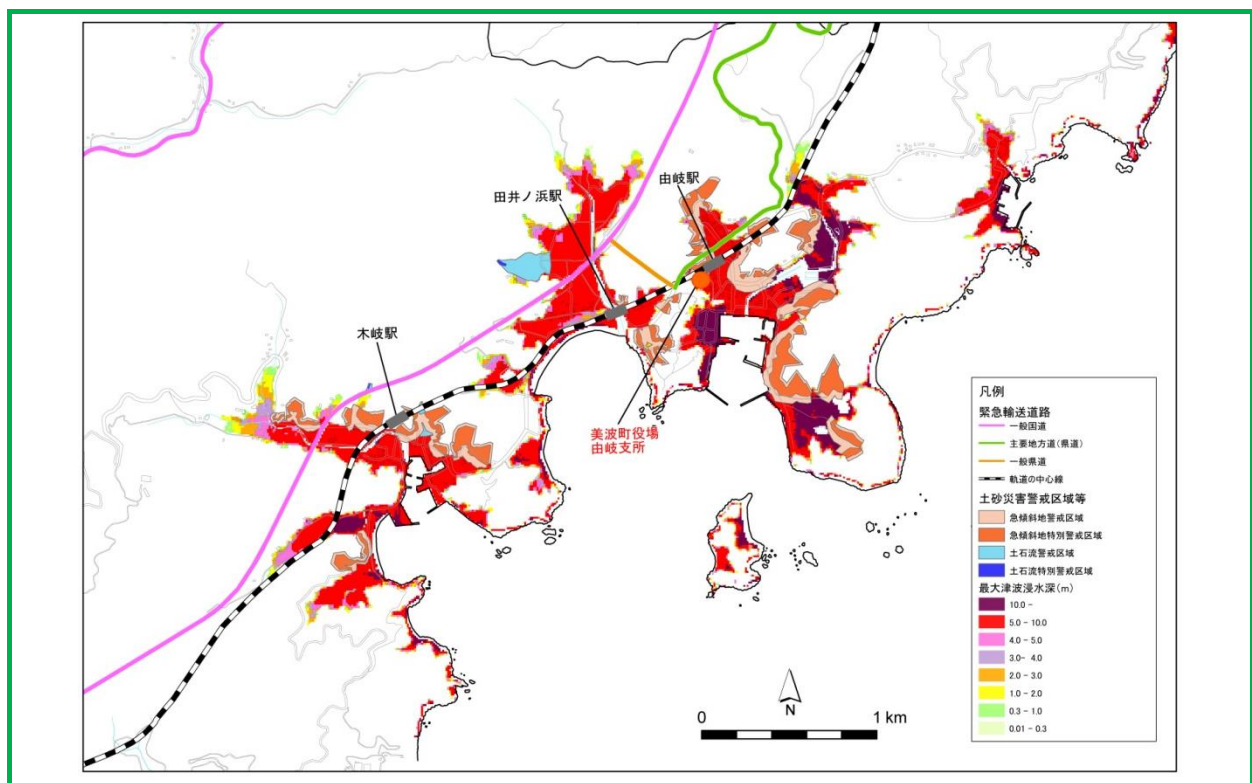 由岐駅
田井ノ浜駅
木岐駅
美波町役場
由岐支所
凡例
緊急輸送道路
一般国道
主要地方道(県道)
一般県道
軌道の中心線
土砂災害警戒区域等
急傾斜地警戒区域
急傾斜地特別警戒区域
土石流警戒区域
土石流特別警戒区域
最大津波浸水深(m)
10.0 -
5.0 - 10.0
4.0 - 5.0
3.0- 4.0
2.0 - 3.0
1.0 - 2.0
0.3 - 1.0
0.01 - 0.3
N
0 1 km